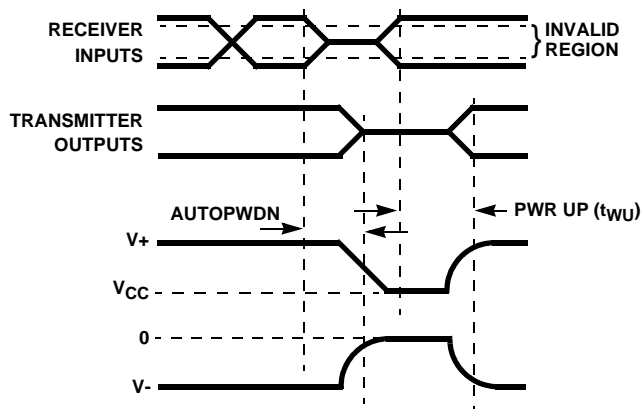 RECEIVER
INPUTS
INVALID
REGION
TRANSMITTER
OUTPUTS
AUTOPWDN
PWR UP (tWU)
V+
VCC
0
V-